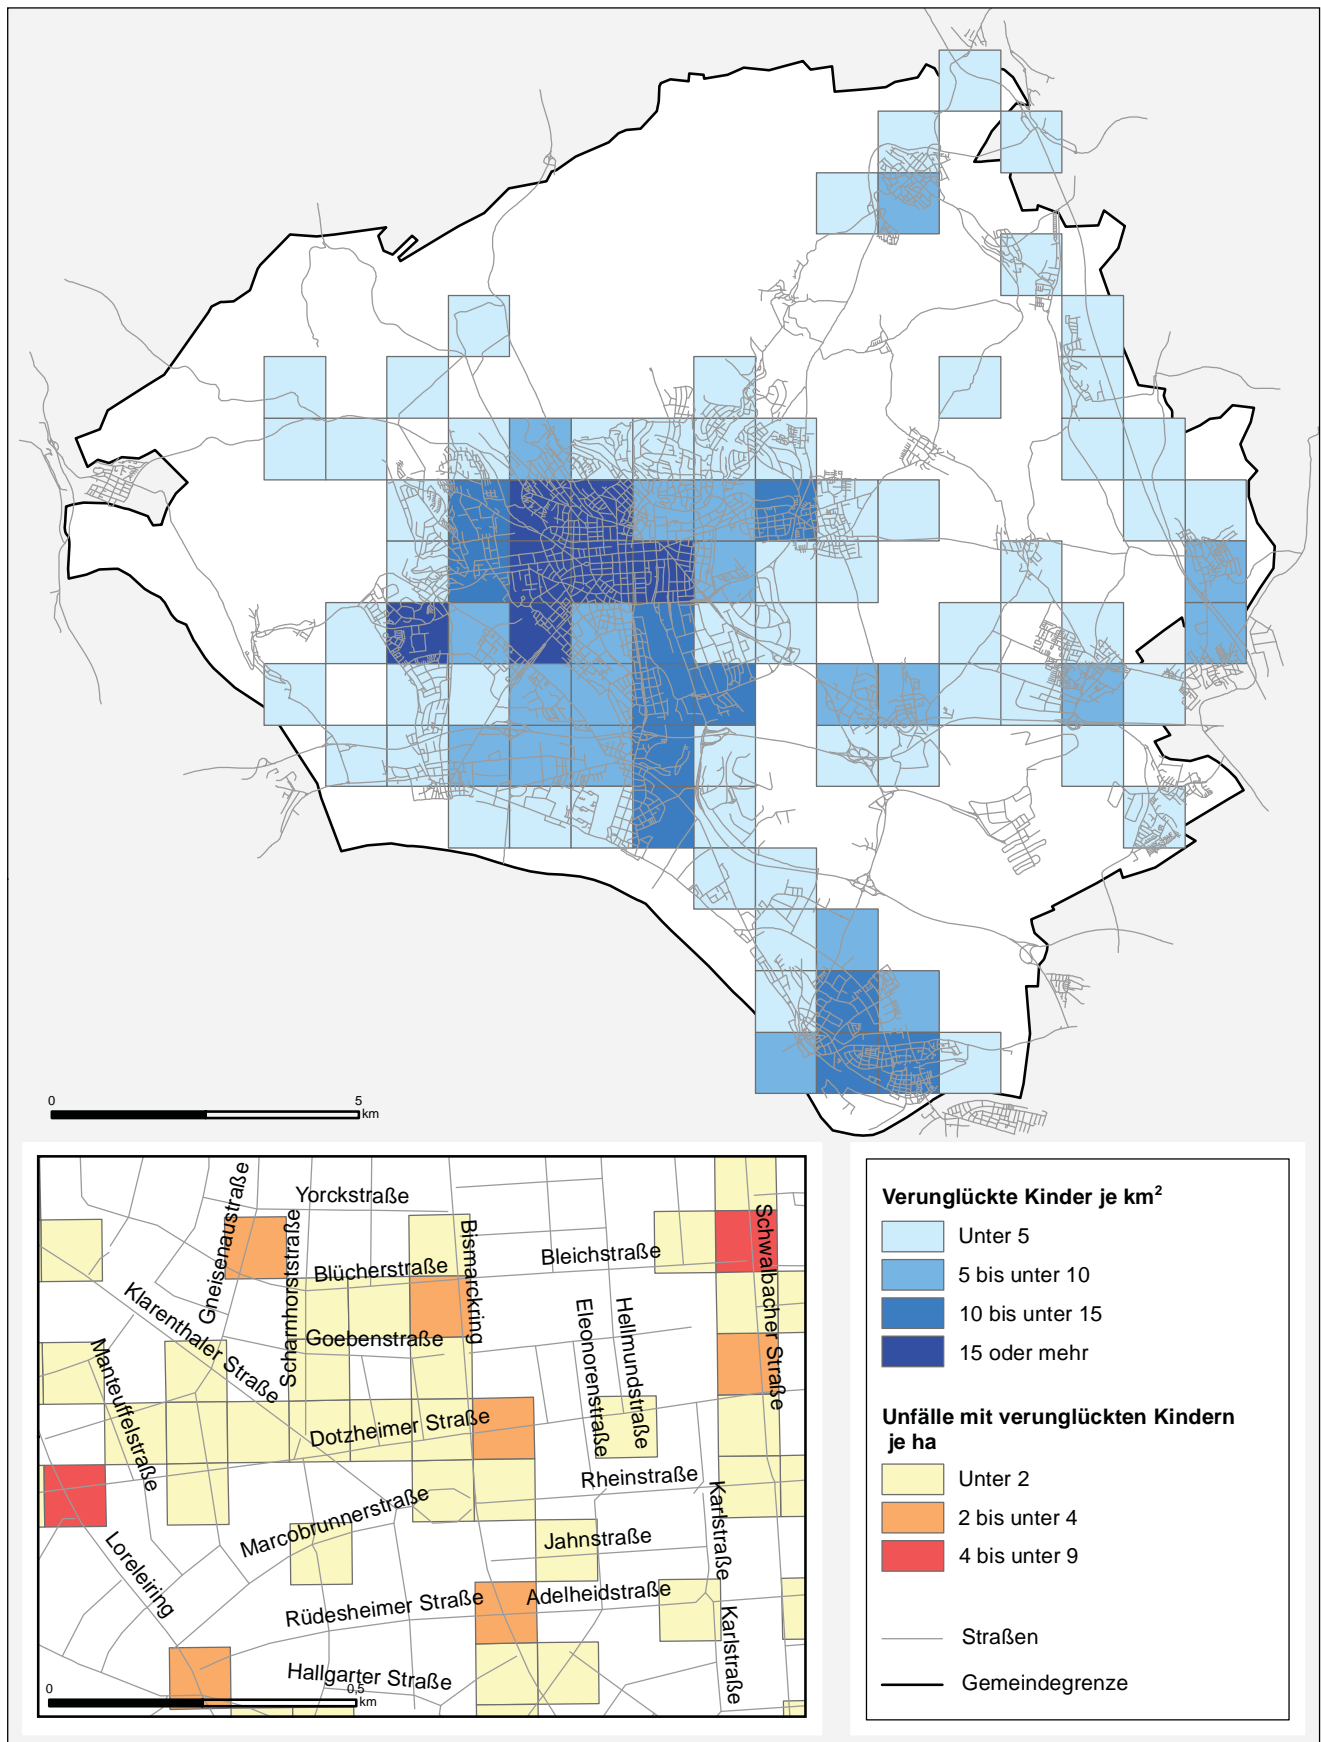 0 5
km
Gneisenaustraße
Yorckstraße
Scharnhorststraße
Bismarckring
Schwalbacher Straße
Bleichstraße
Blücherstraße
Klarenthaler Straße
Goebenstraße
Eleonorenstraße
Hellmundstraße
Manteuffelstraße
Dotzheimer Straße
Rheinstraße
Karlstraße
Marcobrunnerstraße
Loreleiring
Jahnstraße
Rüdesheimer Straße
Adelheidstraße
Karlstraße
Hallgarter Straße
0 0,5
km
Verunglückte Kinder je km²
Unter 5
5 bis unter 10
10 bis unter 15
15 oder mehr
Unfälle mit verunglückten Kindern
je ha
Unter 2
2 bis unter 4
4 bis unter 9
Straßen
Gemeindegrenze